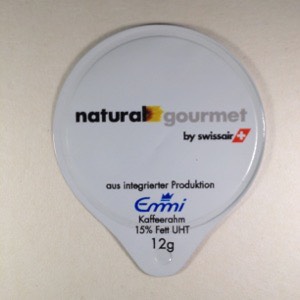 natural gourmet
by swissair
aus integrierter Produktion
Emmi
Kaffeerahm
15% Fett UHT
12g